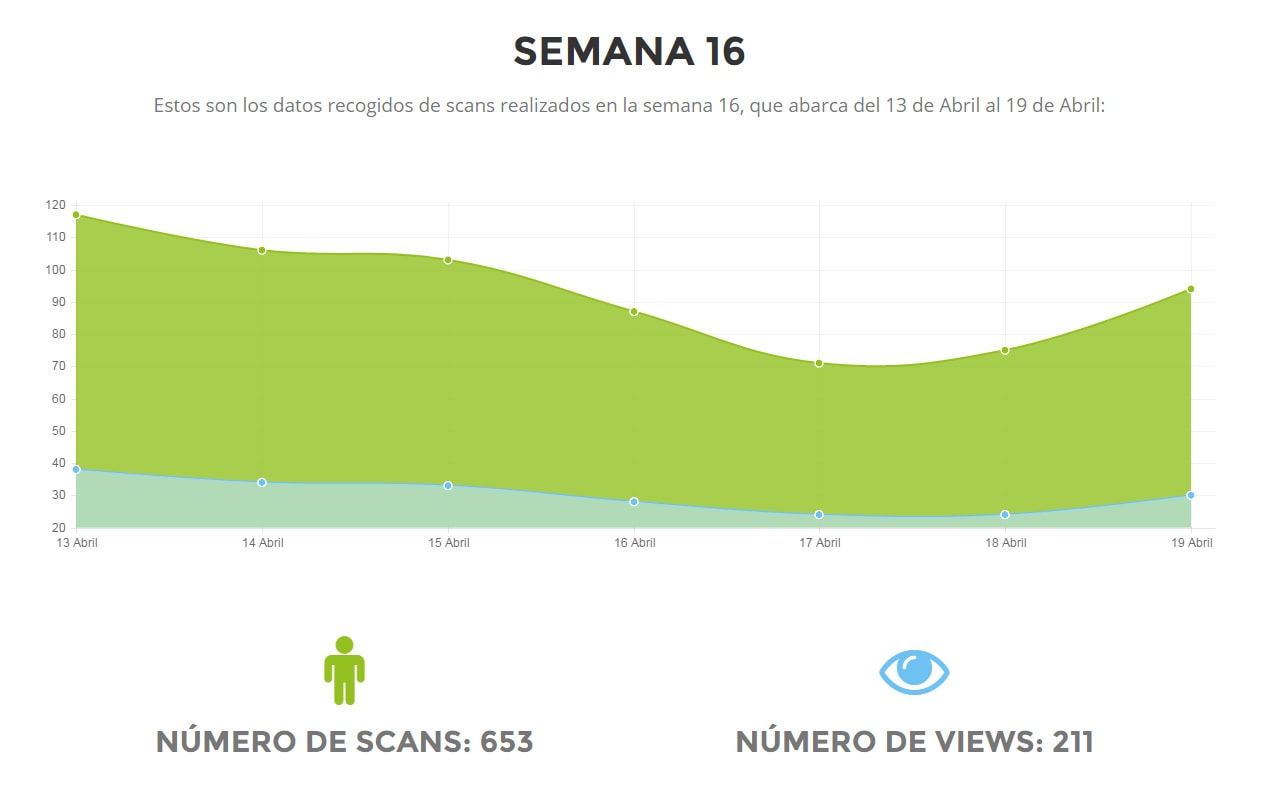 SEMANA 16
Estos son los datos recogidos de scans realizados en la semana 16, que abarca del 13 de Abril al 19 de Abril:
120
110
100
90
80
70
60
50
40
30
20
13 Abril 14 Abril 15 Abril 16 Abril 17 Abril 18 Abril 19 Abril
NÚMERO DE SCANS: 653 NÚMERO DE VIEWS: 211